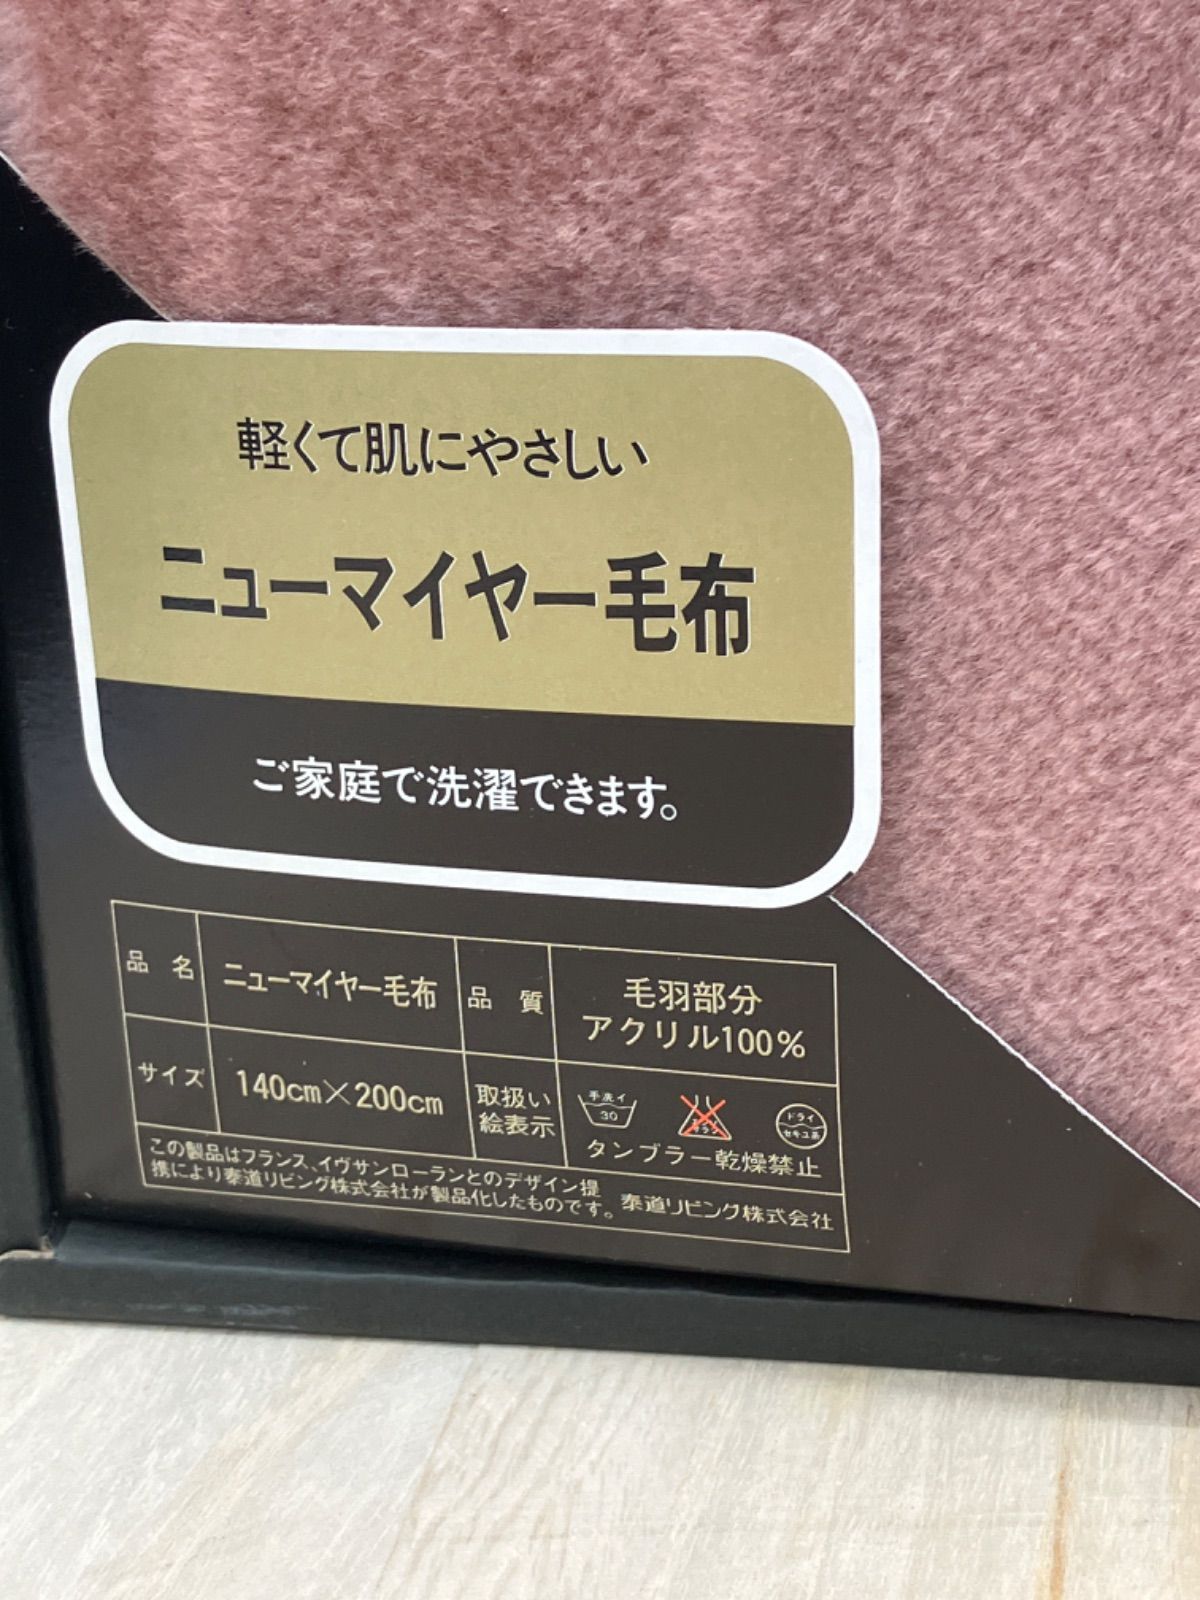 軽くて肌にやさしい
ニューマイヤー毛布
ご家庭で洗濯できます。
品 名
ニューマイヤー毛布
品 質
毛羽部分
アクリル100%
サイズ
140cm×200cm
取扱い
絵表示
手洗イ
30
エンソ
サラシ
ドライ
セキユ系
タンブラー乾燥禁止
この製品はフランス、イヴサンローランとのデザイン提
携により泰道リビング株式会社が製品化したものです。
泰道リビング株式会社